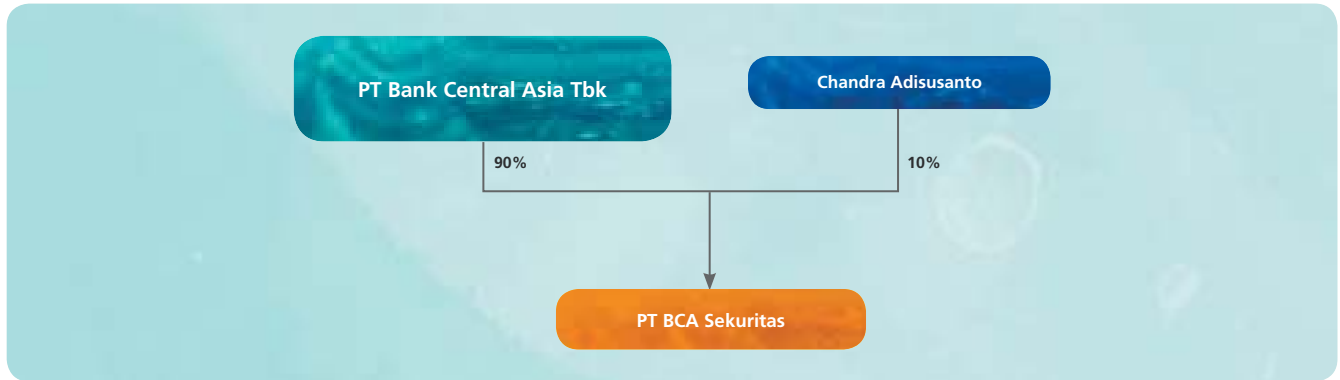 PT Bank Central Asia Tbk
Chandra Adisusanto
90%
10%
PT BCA Sekuritas